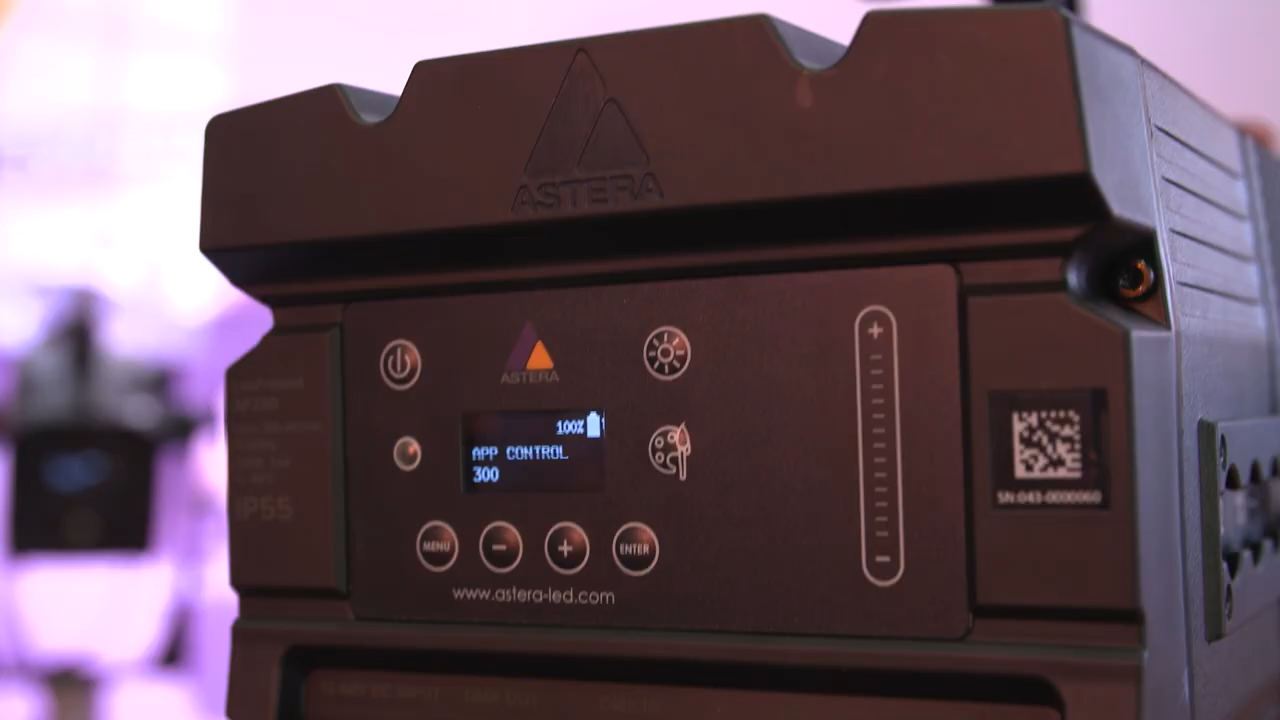 ASTERA
ASTERA
100%
APP CONTROL
300
MENU
ENTER
www.astera-led.com
SN:043-0000060
IP55